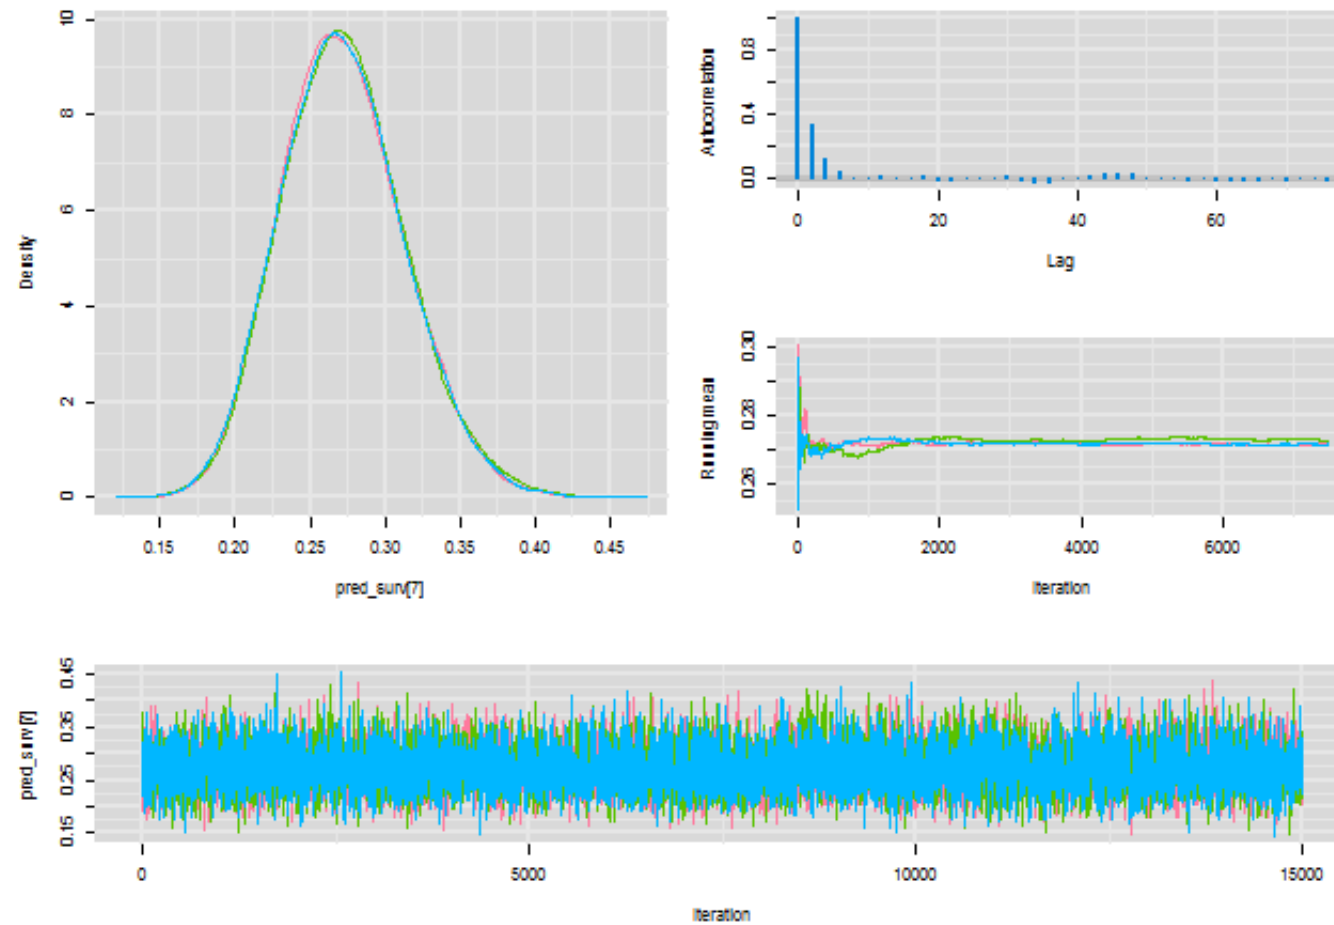 10
8
6
4
2
0
Density
0.15 0.20 0.25 0.30 0.35 0.40 0.45
pred_surv[7]
0.8
0.4
0.0
Autocorrelation
0 20 40 60
Lag
0.30
0.28
0.26
Running mean
0 2000 4000 6000
Iteration
0.45
0.35
0.25
0.15
pred_surv[7]
0 5000 10000 15000
Iteration